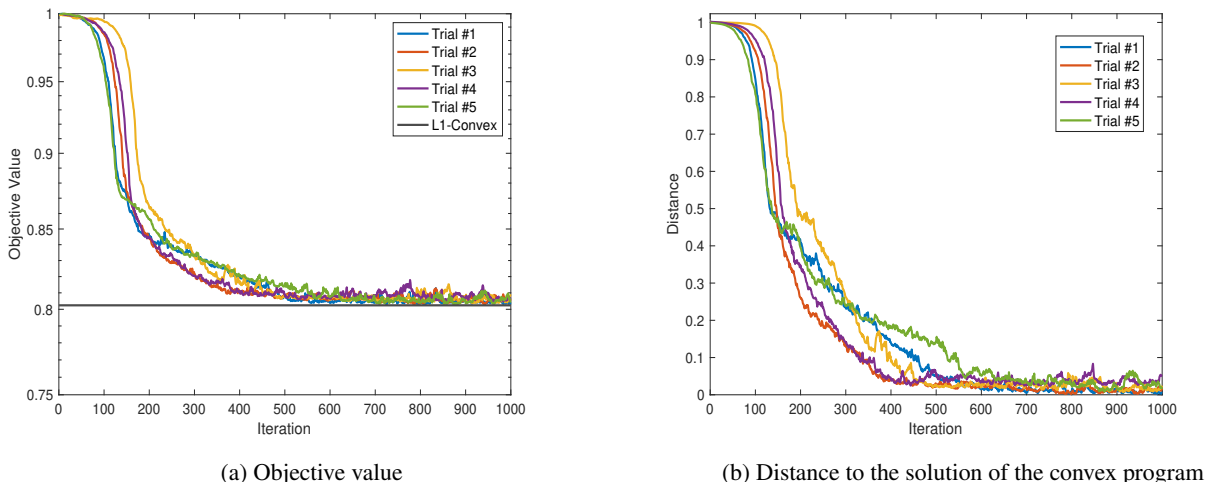 1
0.95
0.9
0.85
0.8
0.75
Objective Value
0 100 200 300 400 500 600 700 800 900 1000
Iteration
Trial #1
Trial #2
Trial #3
Trial #4
Trial #5
L1-Convex
(a) Objective value
1
0.9
0.8
0.7
0.6
0.5
0.4
0.3
0.2
0.1
0
Distance
0 100 200 300 400 500 600 700 800 900 1000
Iteration
Trial #1
Trial #2
Trial #3
Trial #4
Trial #5
(b) Distance to the solution of the convex program